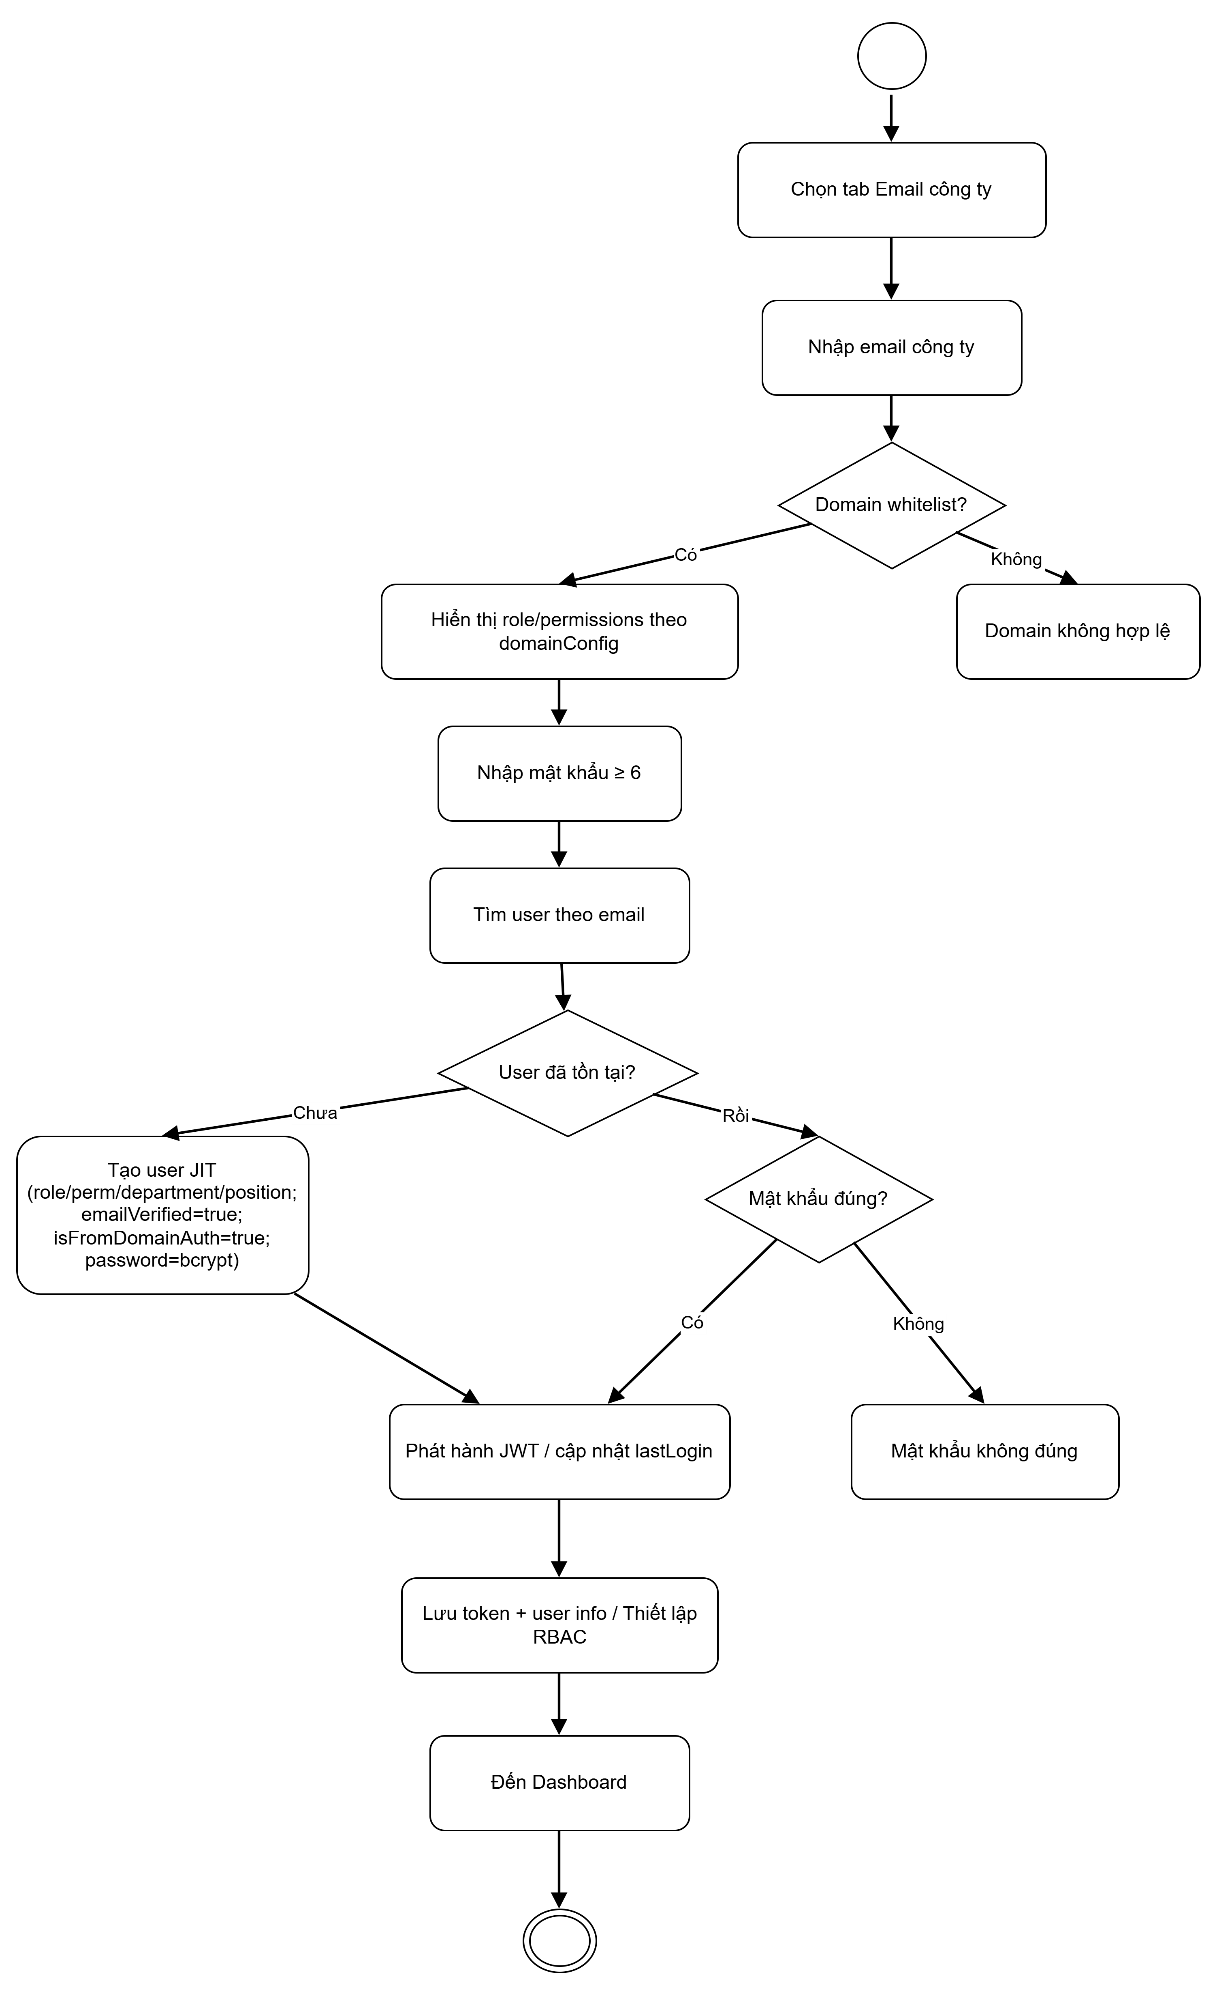 Chọn tab Email công ty
Nhập email công ty
Domain whitelist?
Có
Không
Hiển thị role/permissions theo
domainConfig
Domain không hợp lệ
Nhập mật khẩu ≥ 6
Tìm user theo email
User đã tồn tại?
Chưa
Rồi
Tạo user JIT
(role/perm/department/position;
emailVerified=true;
isFromDomainAuth=true;
password=bcrypt)
Mật khẩu đúng?
Có
Không
Phát hành JWT / cập nhật lastLogin
Mật khẩu không đúng
Lưu token + user info / Thiết lập
RBAC
Đến Dashboard